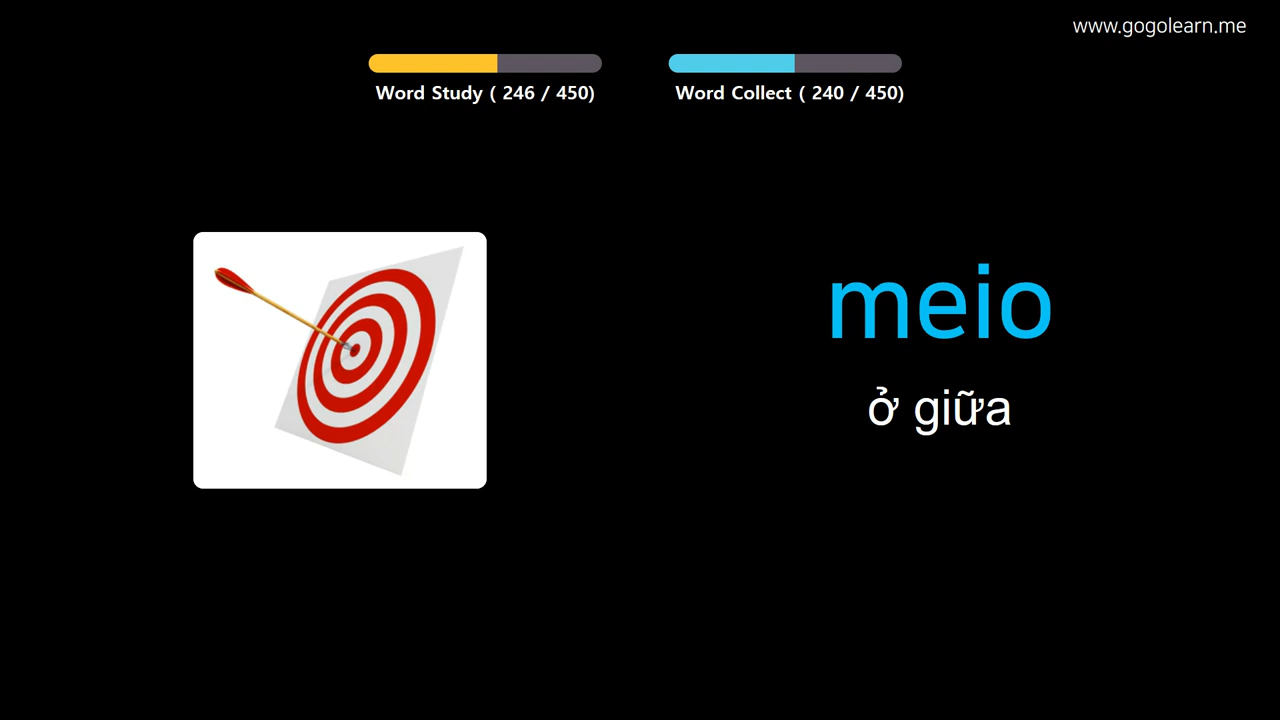 www.gogolearn.me
Word Study ( 246 / 450)
Word Collect ( 240 / 450)
meio
ở giữa